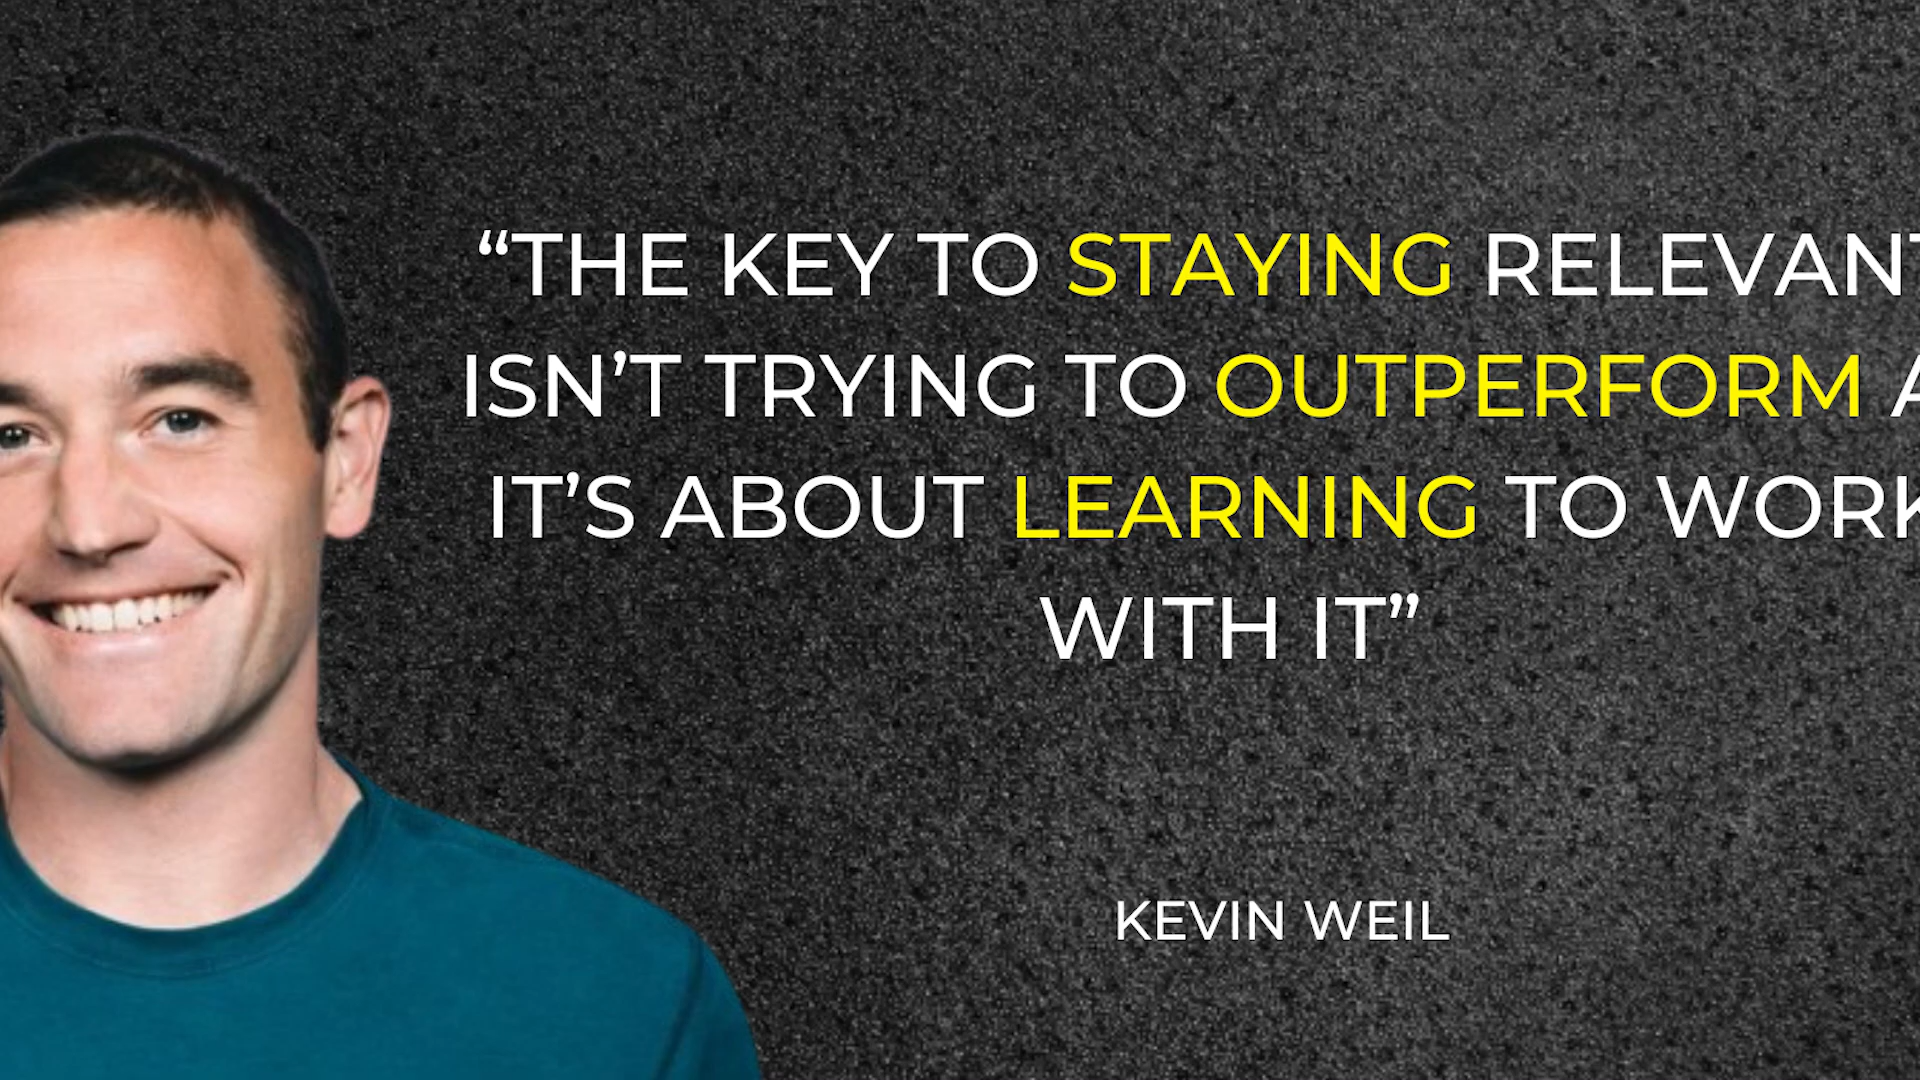 “THE KEY TO STAYING RELEVANT
ISN’T TRYING TO OUTPERFORM A
IT’S ABOUT LEARNING TO WORK
WITH IT”
KEVIN WEIL